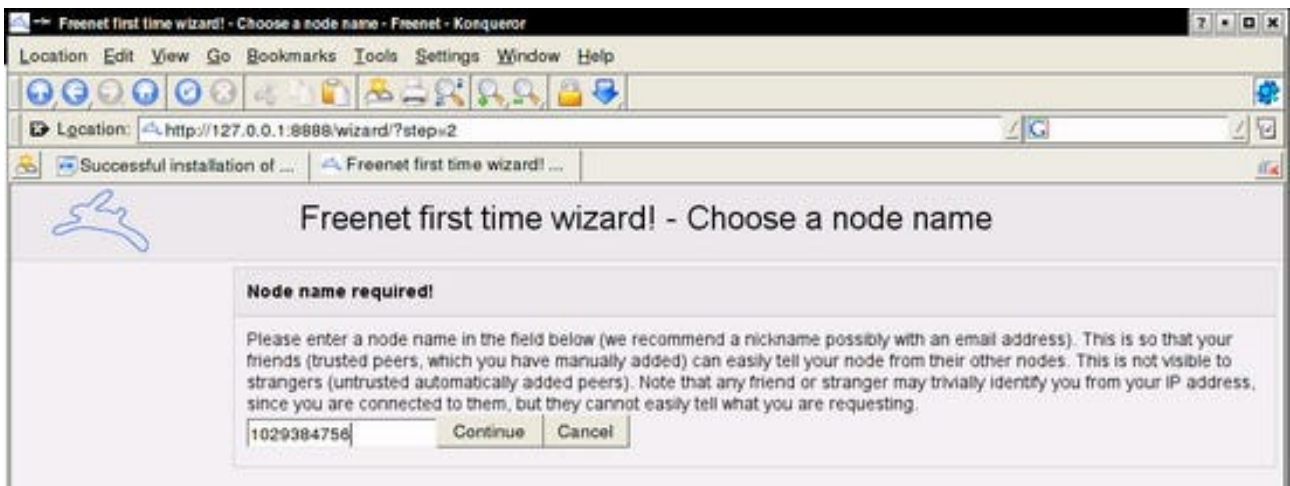 Freenet first time wizard! - Choose a node name - Freenet - Konqueror
Location Edit View Go Bookmarks Tools Settings Window Help
Location: http://127.0.0.1:8888/wizard/?step=2
Successful installation of ... Freenet first time wizard! ...
Freenet first time wizard! - Choose a node name
Node name required!
Please enter a node name in the field below (we recommend a nickname possibly with an email address). This is so that your
friends (trusted peers, which you have manually added) can easily tell your node from their other nodes. This is not visible to
strangers (untrusted automatically added peers). Note that any friend or stranger may trivially identify you from your IP address,
since you are connected to them, but they cannot easily tell what you are requesting.
1029384756 Continue Cancel